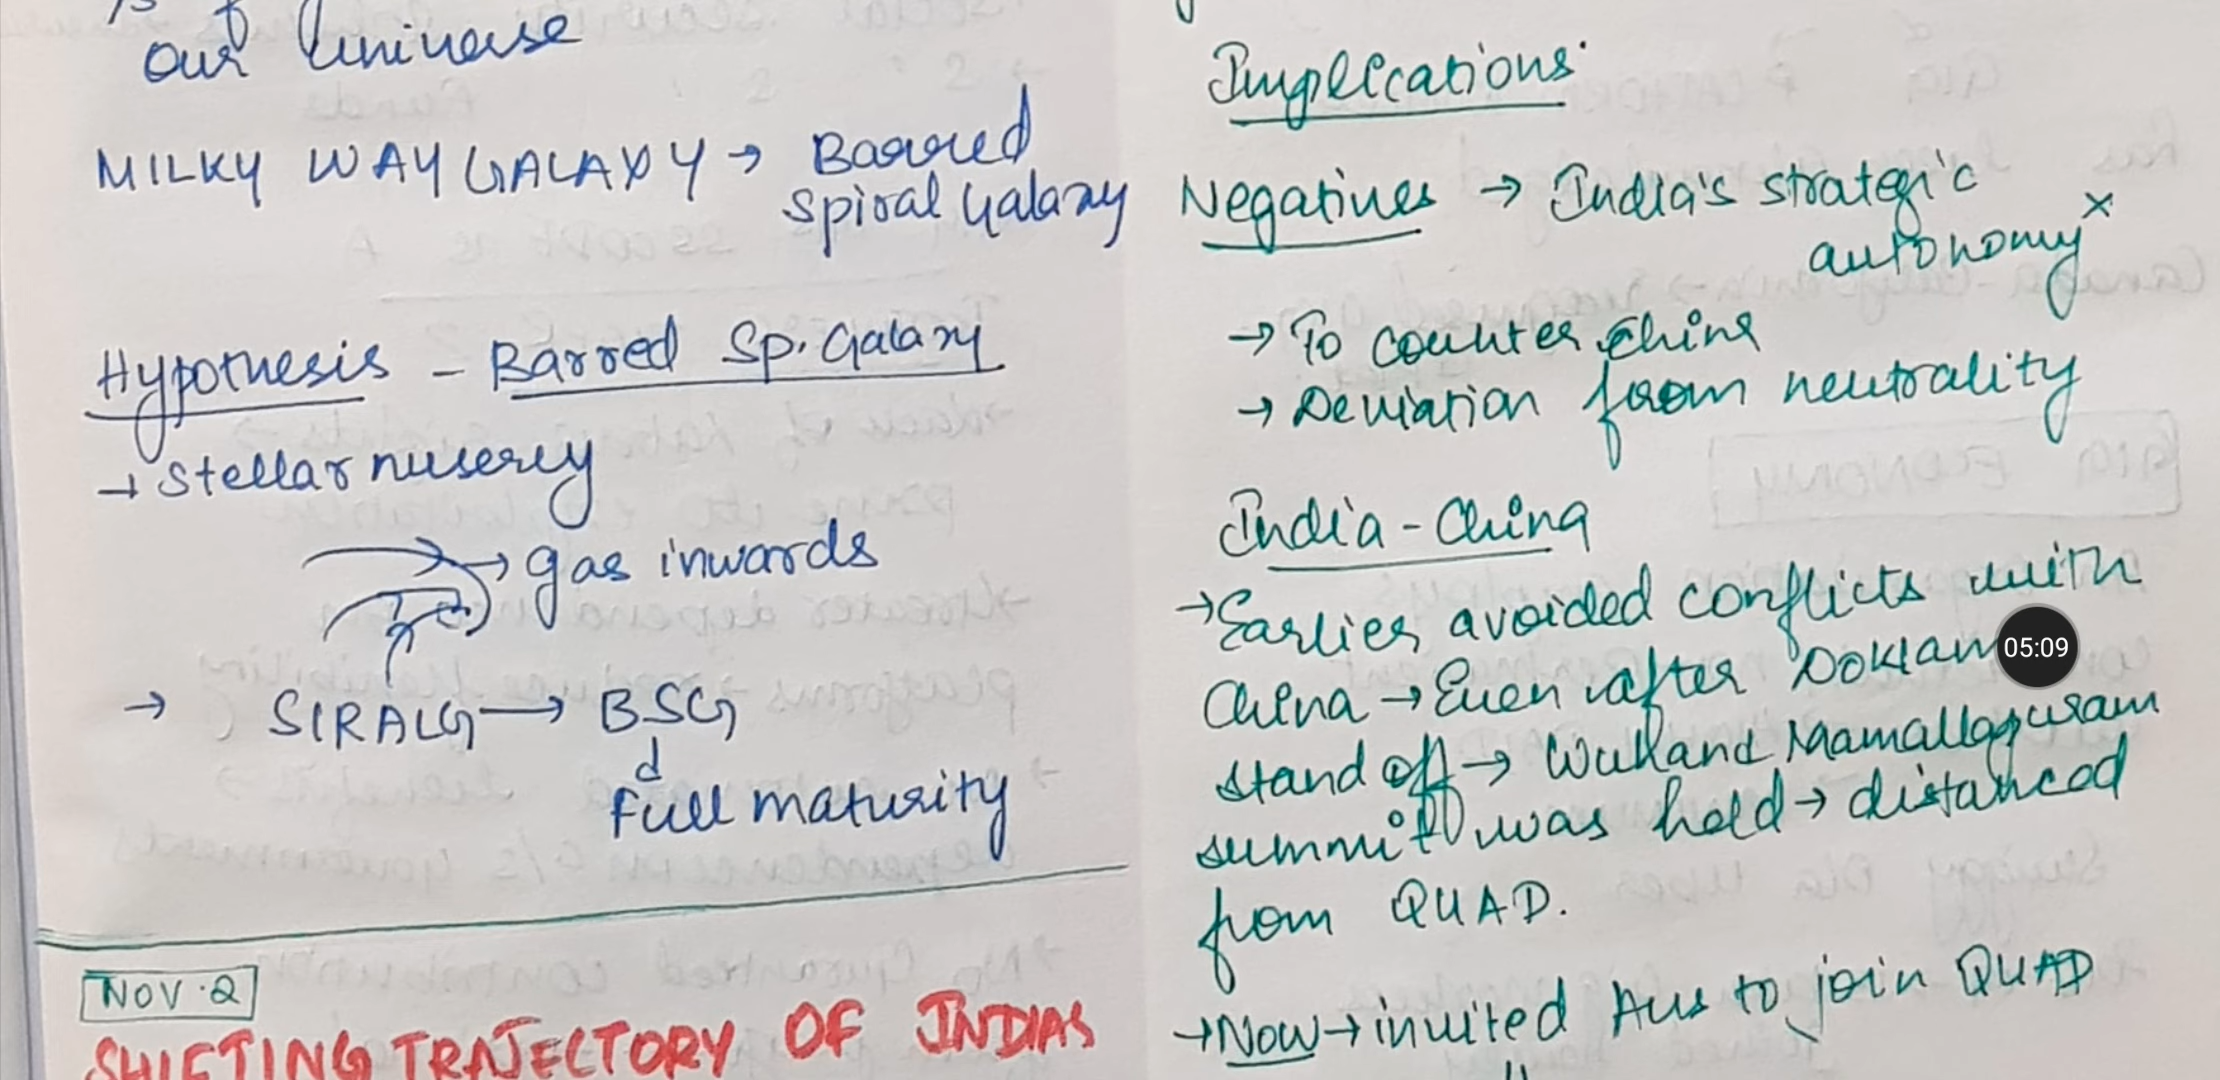 our Universe
MILKY WAY GALAXY → Barred
spiral Galaxy
Hypothesis - Barred Sp. Galaxy
→ stellar nusery
→ gas inwards
→ SIRALG → BSG
full maturity
NOV. 2
SHIFTING TRAJECTORY OF INDIAS
Implications
Negatives → India's strategic
autonomy x
→ To counter China
→ Deviation from neutrality
India - China
→ Earlier avoided conflicts with
China → Even after Doklam
stand off → Wuhan Mamallapuram
summit was held → distanced
from QUAD.
→ Now → invited Aus to join QUAD
05:09